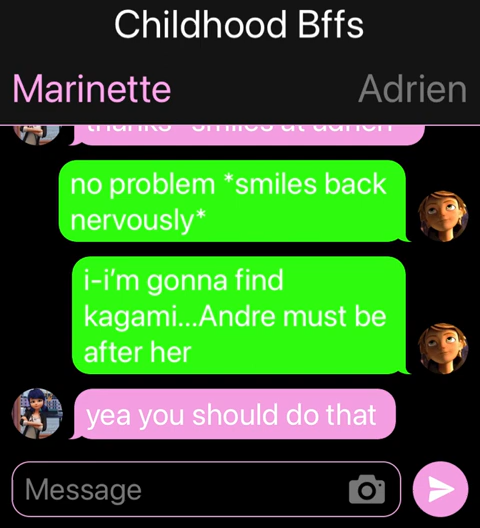 Childhood Bffs
Marinette Adrien
thanks *smiles at adrien*
no problem *smiles back
nervously*
i-i'm gonna find
kagami...Andre must be
after her
yea you should do that
Message